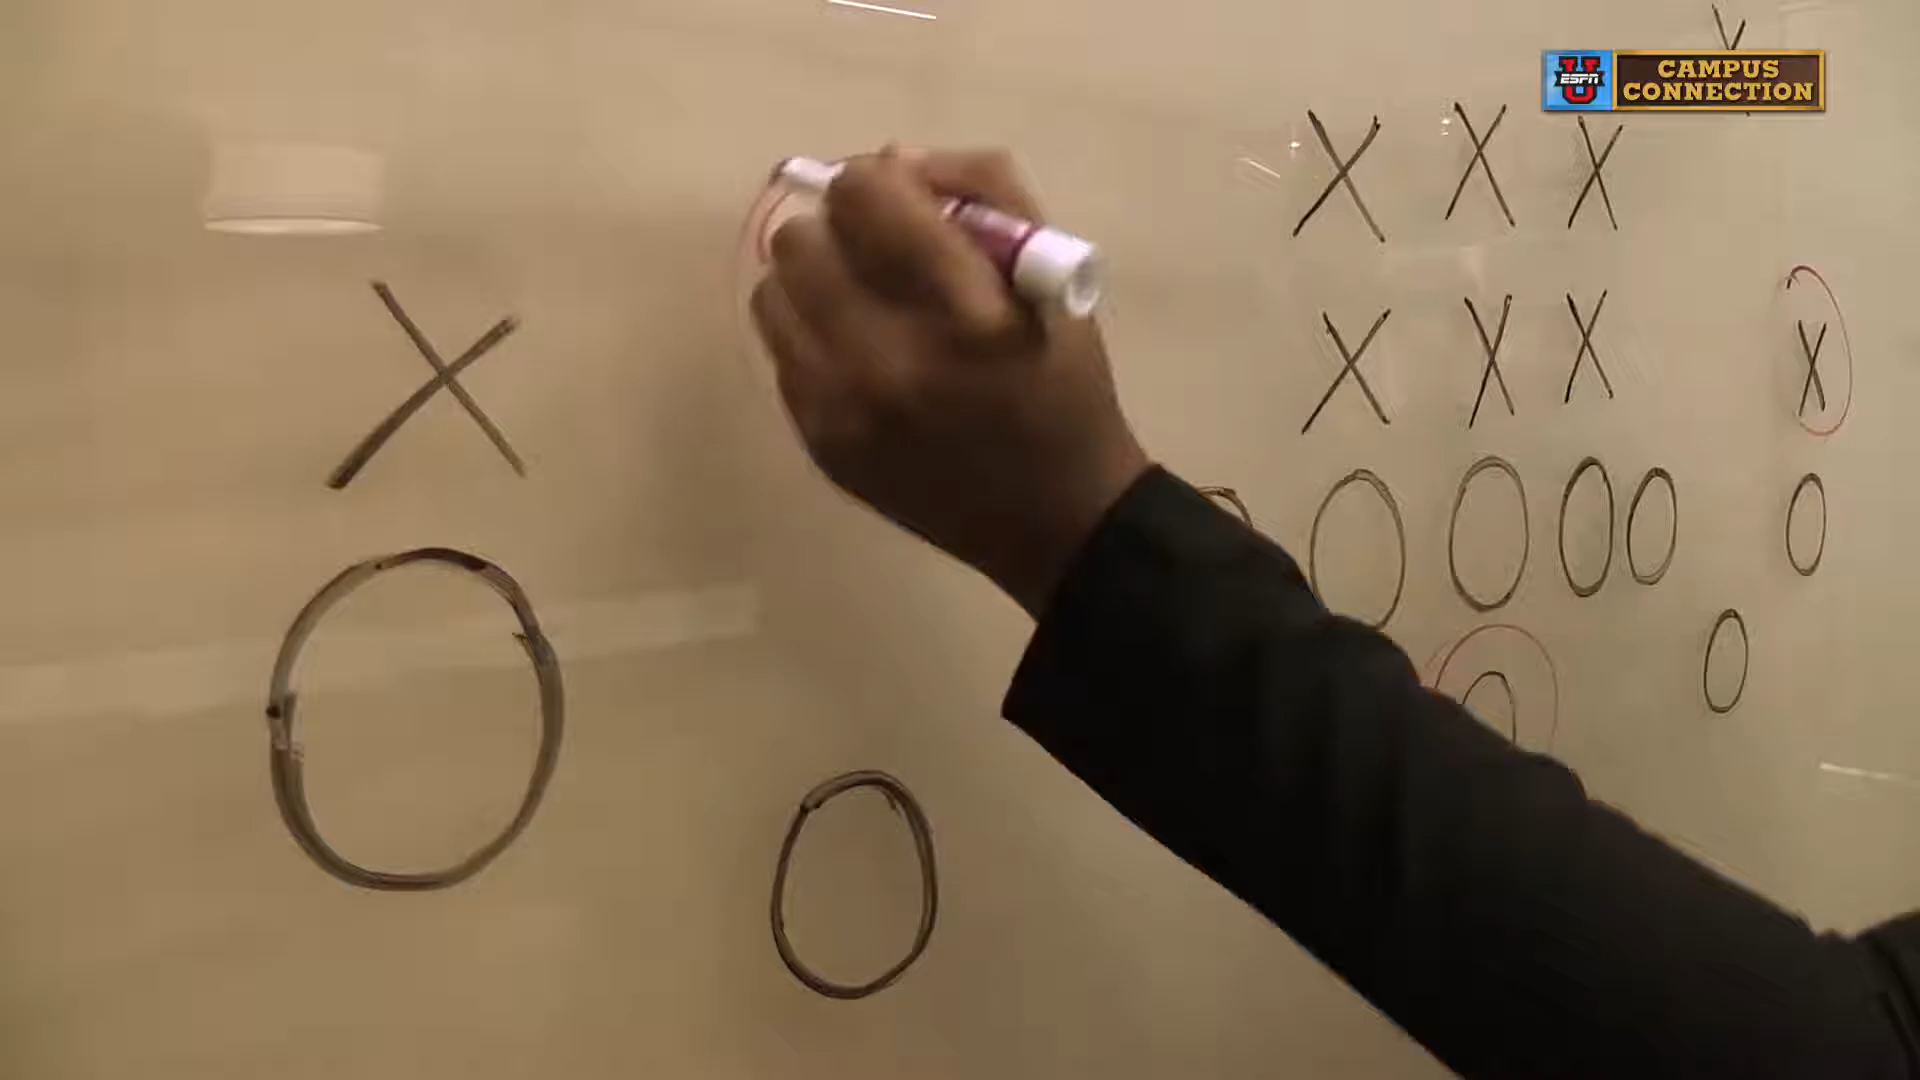 U
ESPN
CAMPUS
CONNECTION
X
X X X
X X X X
X
O O O O O
O
O O
O